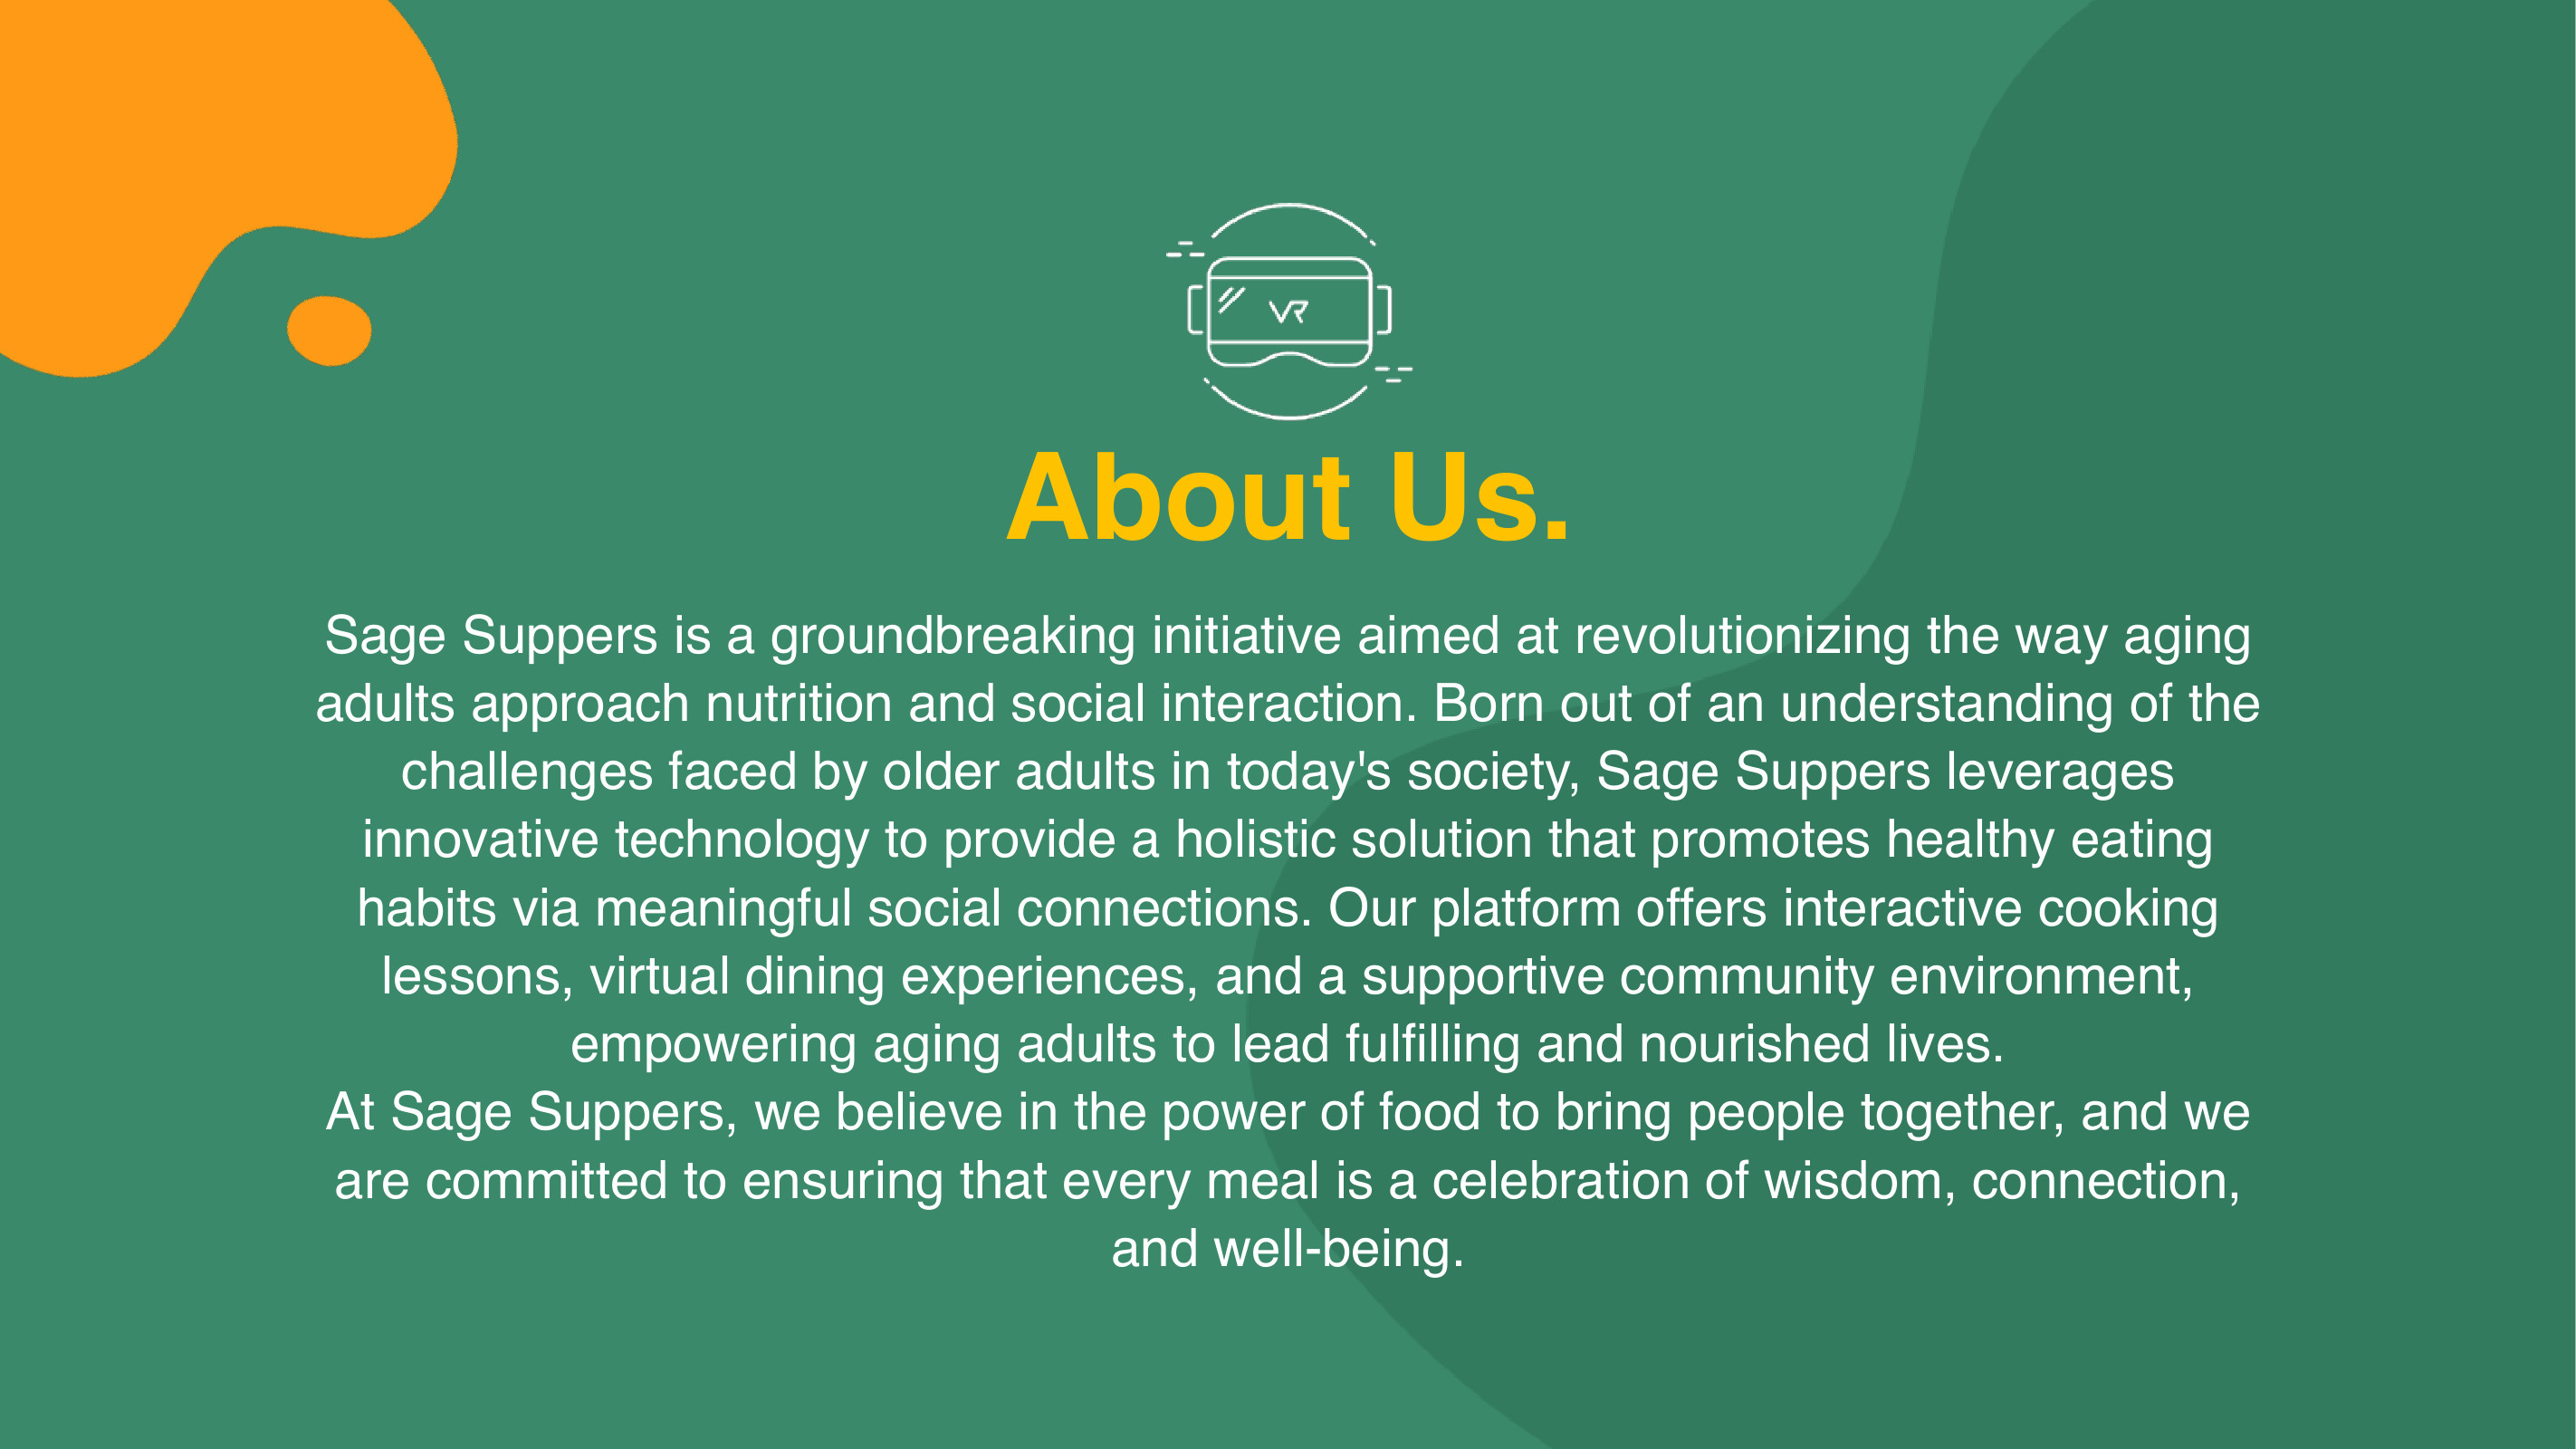 VR
About Us.
Sage Suppers is a groundbreaking initiative aimed at revolutionizing the way aging
adults approach nutrition and social interaction. Born out of an understanding of the
challenges faced by older adults in today's society, Sage Suppers leverages
innovative technology to provide a holistic solution that promotes healthy eating
habits via meaningful social connections. Our platform offers interactive cooking
lessons, virtual dining experiences, and a supportive community environment,
empowering aging adults to lead fulfilling and nourished lives.
At Sage Suppers, we believe in the power of food to bring people together, and we
are committed to ensuring that every meal is a celebration of wisdom, connection,
and well-being.